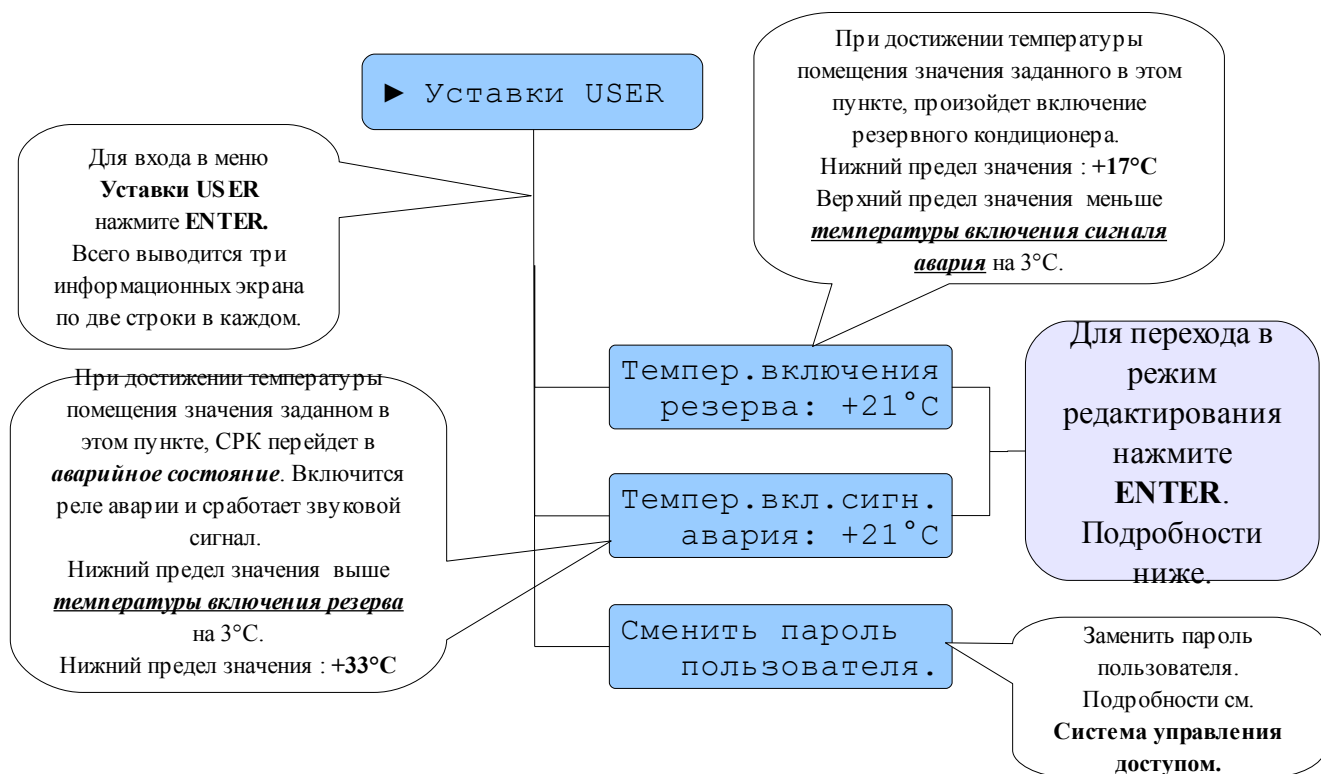 ► Уставки USER
При достижении температуры
помещения значения заданного в этом
пункте, произойдет включение
резервного кондиционера.
Нижний предел значения : +17°C
Верхний предел значения меньше
температуры включения сигнала
авария на 3°C.
Для входа в меню
Уставки USER
нажмите ENTER.
Всего выводится три
информационных экрана
по две строки в каждом.
Темпер.включения
резерва: +21°C
Для перехода в
режим
редактирования
нажмите
ENTER.
Подробности
ниже.
При достижении температуры
помещения значения заданном в
этом пункте, СРК перейдет в
аварийное состояние. Включится
реле аварии и сработает звуковой
сигнал.
Нижний предел значения выше
температуры включения резерва
на 3°C.
Нижний предел значения : +33°C
Темпер.вкл.сигн.
авария: +21°C
Сменить пароль
пользователя.
Заменить пароль
пользователя.
Подробности см.
Система управления
доступом.